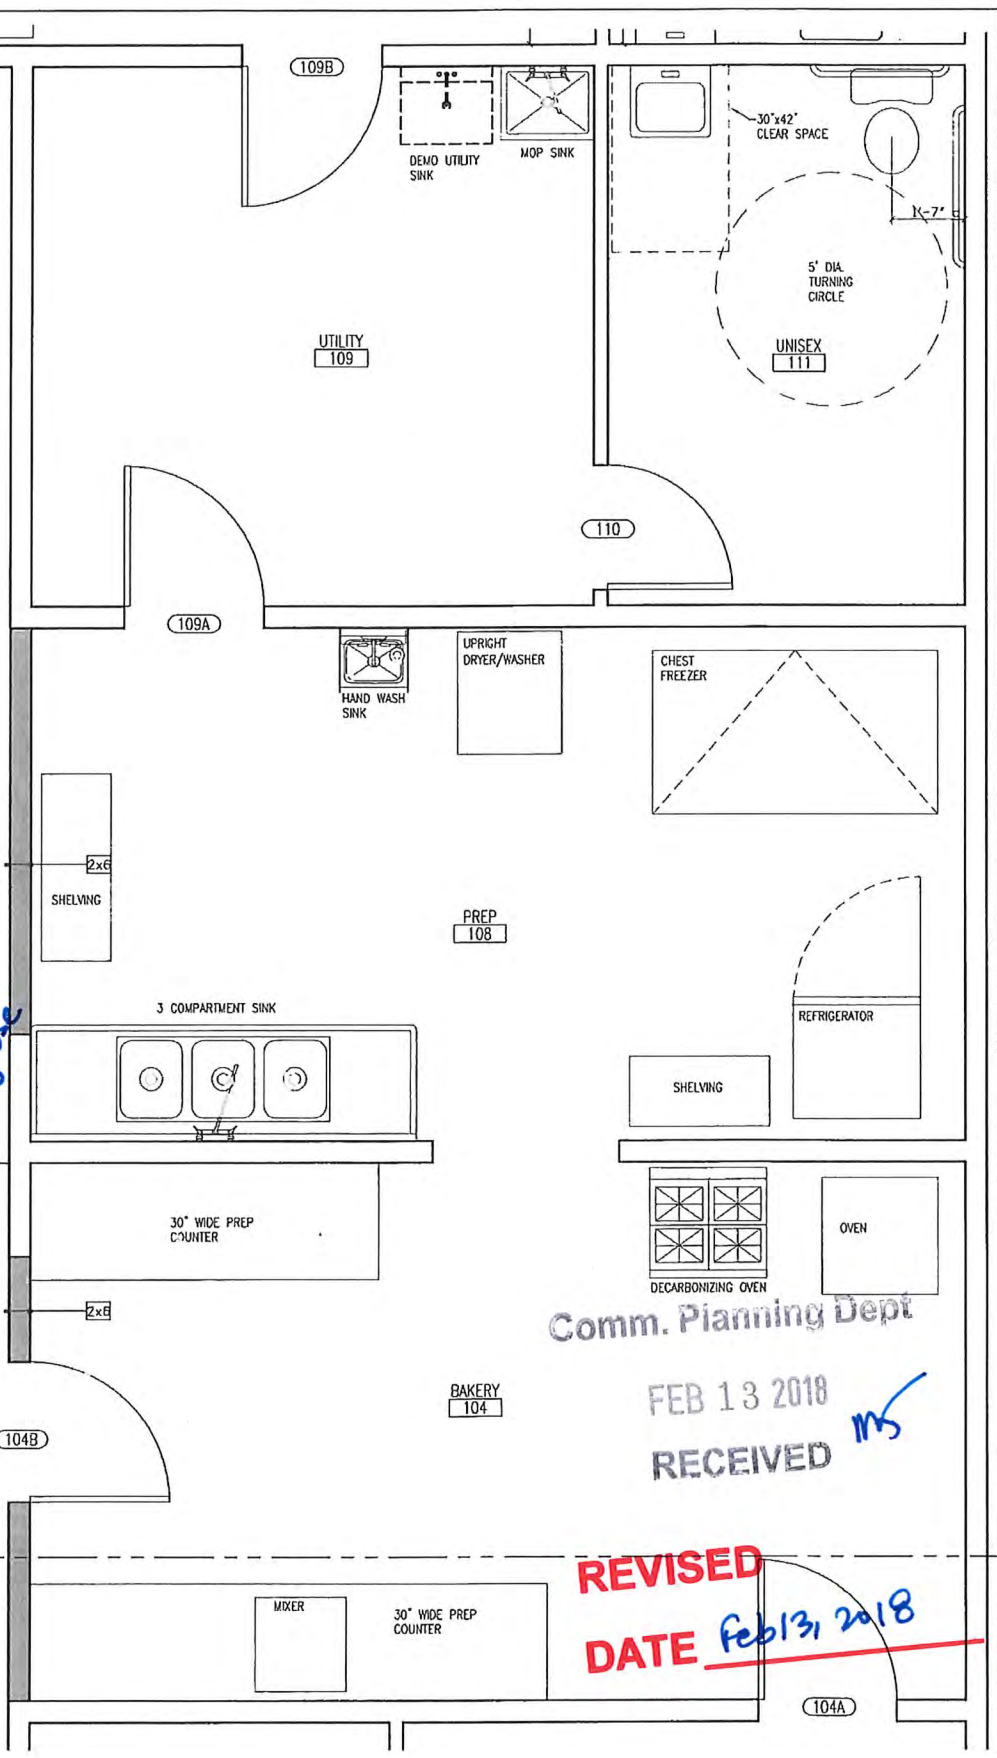 109B
DEMO UTILITY
SINK
MOP SINK
30"x42"
CLEAR SPACE
1'-7"
5' DIA.
TURNING
CIRCLE
UTILITY
109
UNISEX
111
110
109A
HAND WASH
SINK
UPRIGHT
DRYER/WASHER
CHEST
FREEZER
2x6
SHELVING
PREP
108
3 COMPARTMENT SINK
REFRIGERATOR
SHELVING
30" WIDE PREP
COUNTER
OVEN
DECARBONIZING OVEN
2x6
Comm. Planning Dept
FEB 13 2018
RECEIVED
MS
BAKERY
104
104B
REVISED
DATE Feb 13, 2018
MIXER
30" WIDE PREP
COUNTER
104A